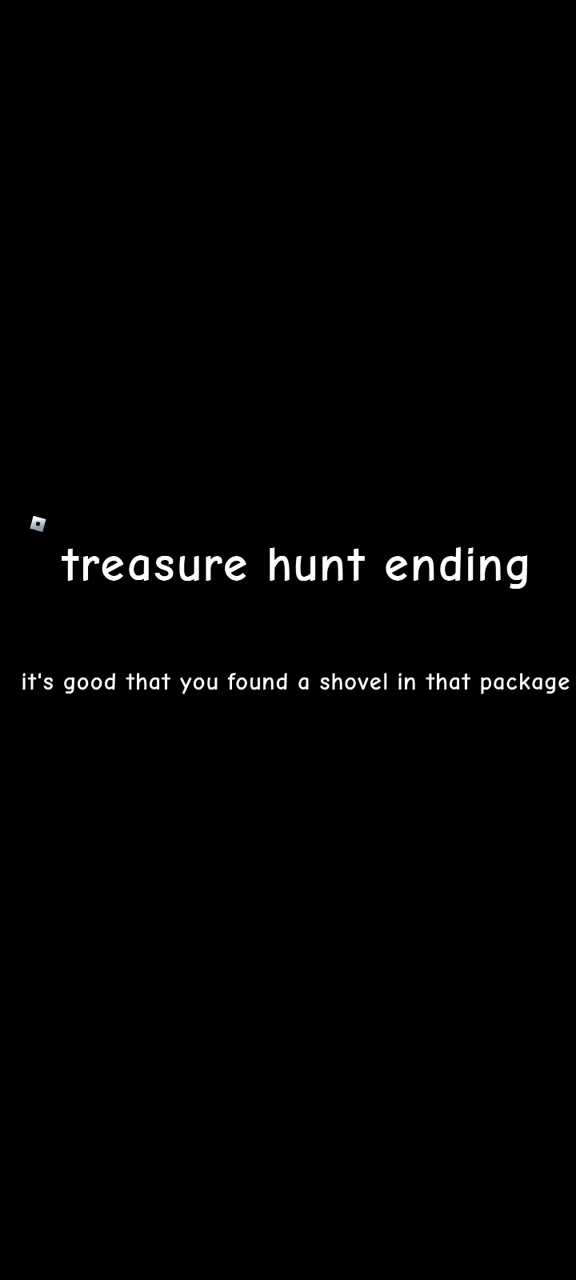 treasure hunt ending
it's good that you found a shovel in that package